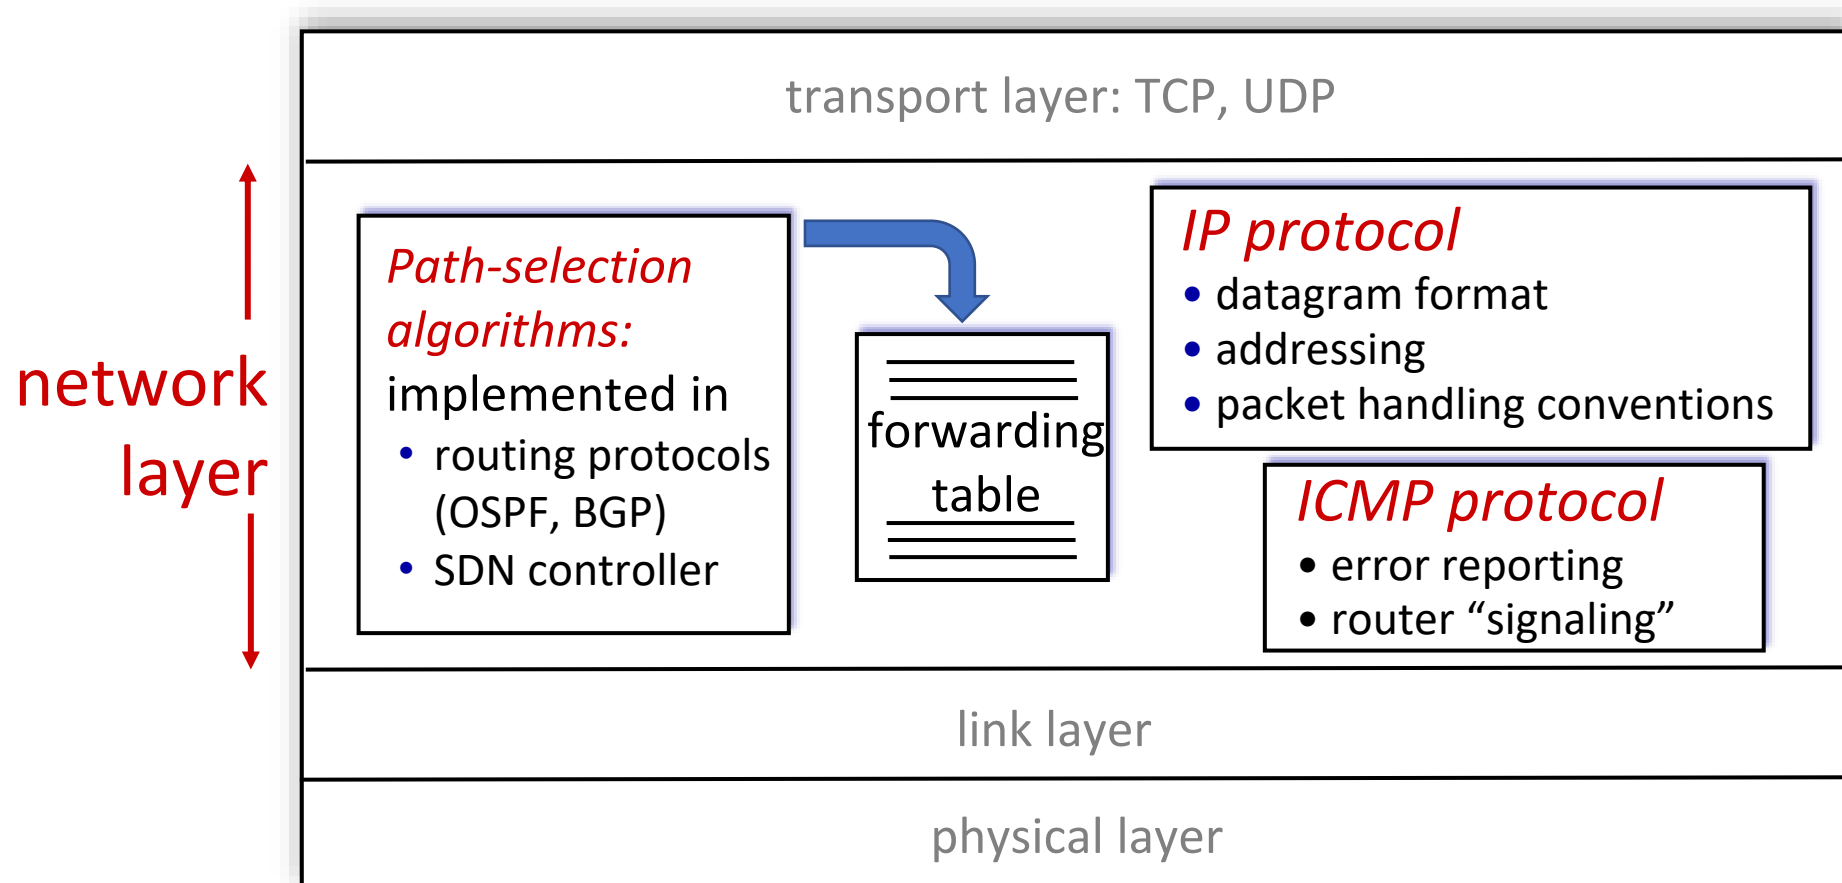 transport layer: TCP, UDP
network
layer
Path-selection
algorithms:
implemented in
• routing protocols
(OSPF, BGP)
• SDN controller
forwarding
table
IP protocol
• datagram format
• addressing
• packet handling conventions
ICMP protocol
• error reporting
• router “signaling”
link layer
physical layer